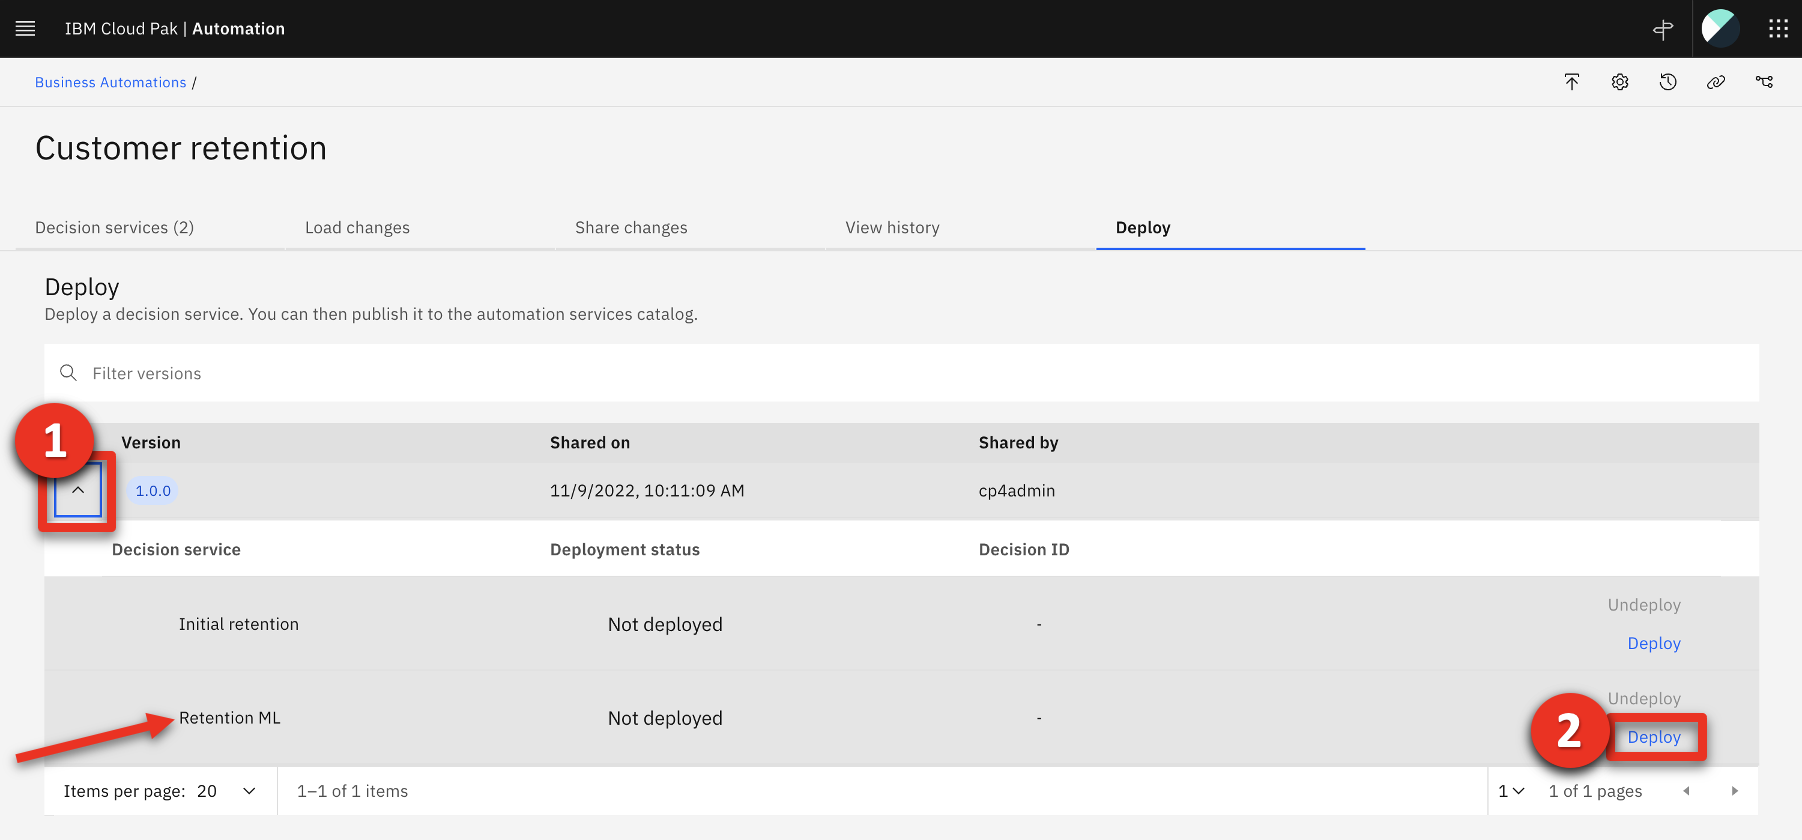 IBM Cloud Pak | Automation
Business Automations /
Customer retention
Decision services (2) Load changes Share changes View history Deploy
Deploy
Deploy a decision service. You can then publish it to the automation services catalog.
Filter versions
1
Version Shared on Shared by
1.0.0 11/9/2022, 10:11:09 AM cp4admin
Decision service Deployment status Decision ID
Undeploy
Initial retention Not deployed -
Deploy
Undeploy
Retention ML Not deployed -
2 Deploy
Items per page: 20 1–1 of 1 items 1 1 of 1 pages